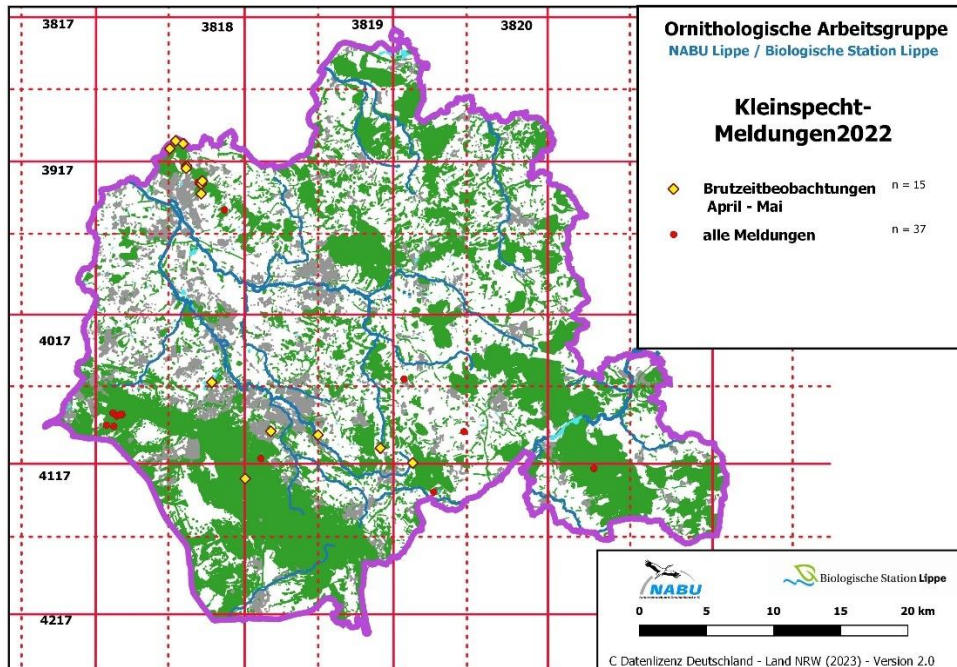 3817
3818
3819
3820
3917
4017
4117
4217
Ornithologische Arbeitsgruppe
NABU Lippe / Biologische Station Lippe
Kleinspecht-
Meldungen2022
Brutzeitbeobachtungen n = 15
April - Mai
alle Meldungen n = 37
NABU
Biologische Station Lippe
0 5 10 15 20 km
C Datenlizenz Deutschland - Land NRW (2023) - Version 2.0